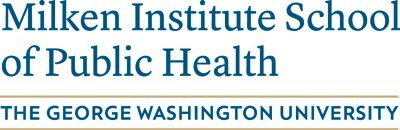 Milken Institute School
of Public Health
THE GEORGE WASHINGTON UNIVERSITY